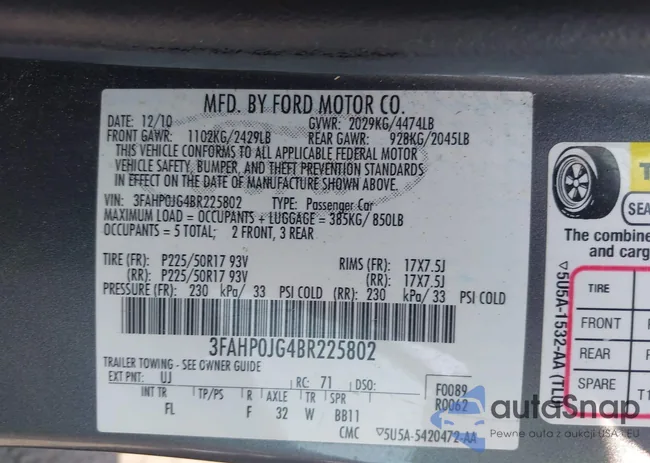 MFD. BY FORD MOTOR CO.
DATE: 12/10 GVWR: 2029KG/4474LB
FRONT GAWR: 1102KG/2429LB REAR GAWR: 928KG/2045LB
THIS VEHICLE CONFORMS TO ALL APPLICABLE FEDERAL MOTOR
VEHICLE SAFETY, BUMPER, AND THEFT PREVENTION STANDARDS
IN EFFECT ON THE DATE OF MANUFACTURE SHOWN ABOVE.
VIN: 3FAHP0JG4BR225802 TYPE: Passenger Car
MAXIMUM LOAD = OCCUPANTS + LUGGAGE = 385KG/ 850LB
OCCUPANTS = 5 TOTAL; 2 FRONT, 3 REAR
TIRE (FR): P225/50R17 93V RIMS (FR): 17X7.5J
(RR): P225/50R17 93V (RR): 17X7.5J
PRESSURE (FR): 230 kPa/ 33 PSI COLD (RR): 230 kPa/ 33 PSI COLD
3FAHP0JG4BR225802
TRAILER TOWING - SEE OWNER GUIDE
EXT PNT: UJ RC: 71 DSO: F0089
INT TR TP/PS R AXLE TR SPR R0062
FL F 32 W BB11
CMC ▽5U5A-5420472-AA
The combine
and carg
TIRE
FRONT
REAR
SPARE T1
▽5U5A-1532-AA (TLU)
autoSnap
Pewne auta z aukcji USA - You